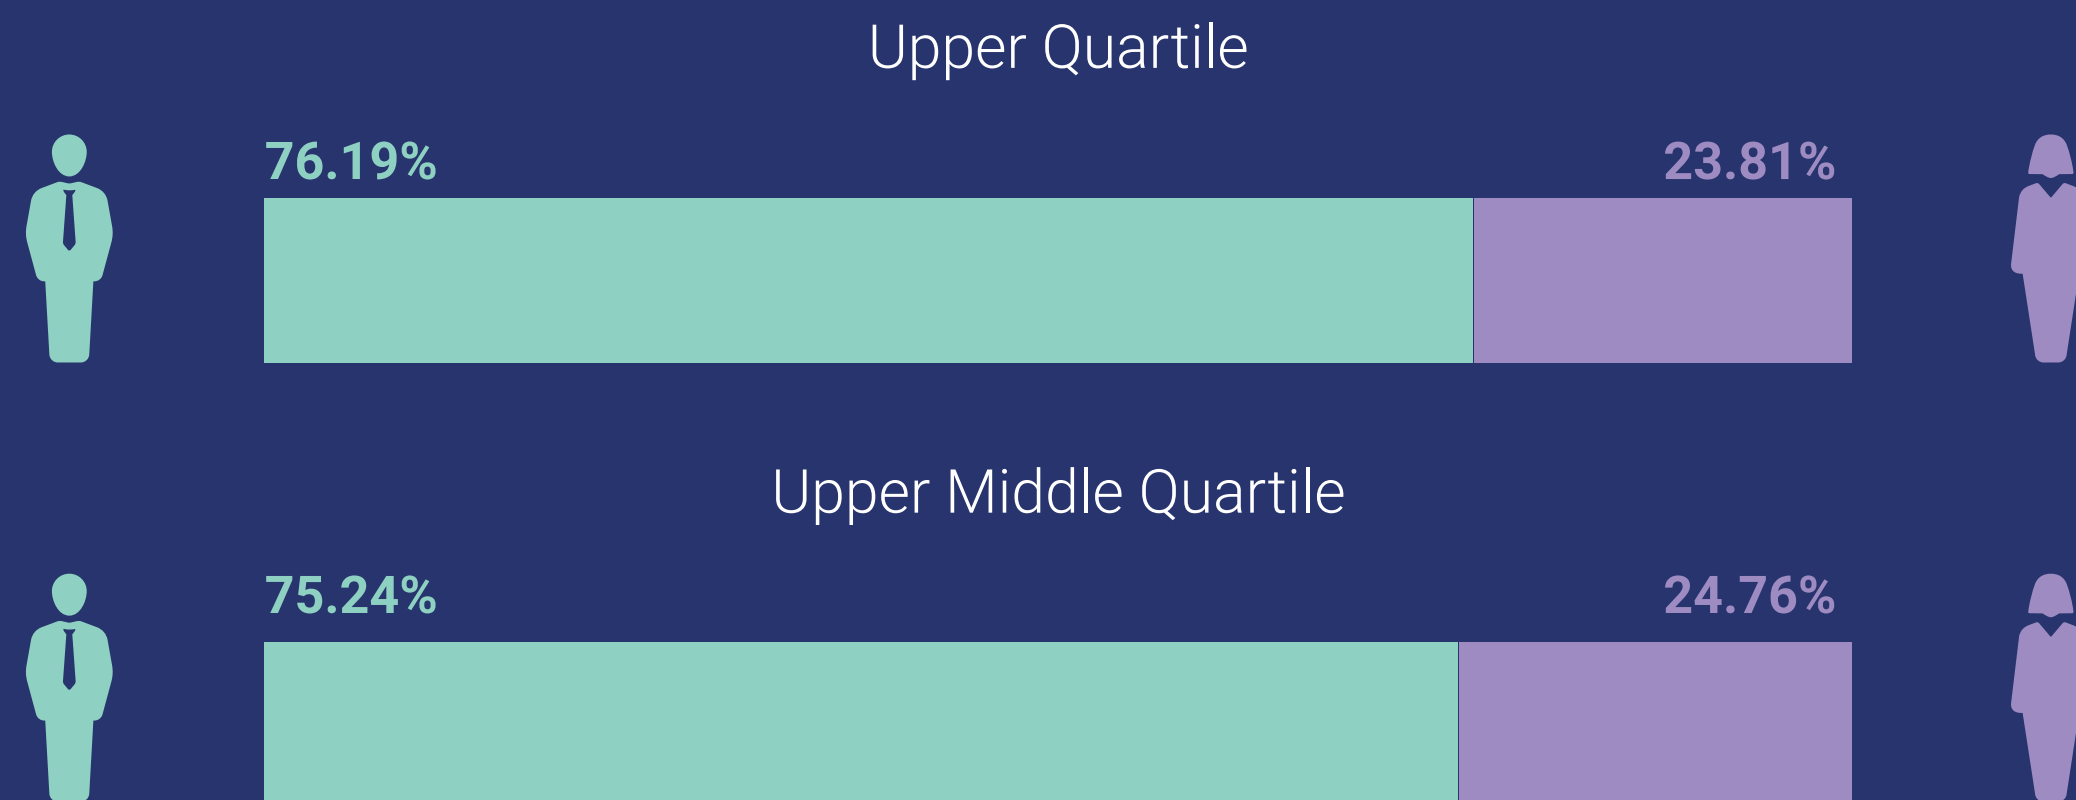 Upper Quartile
76.19% 23.81%
Upper Middle Quartile
75.24% 24.76%